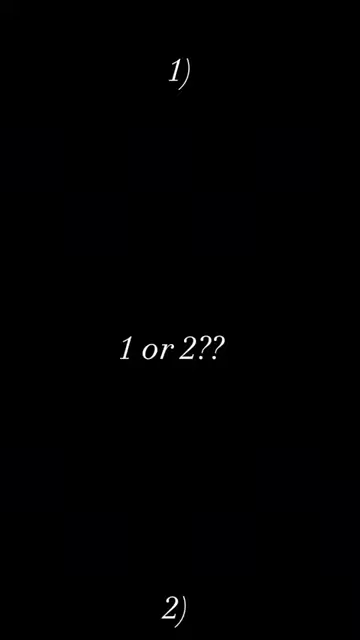 1)
1 or 2??
2)